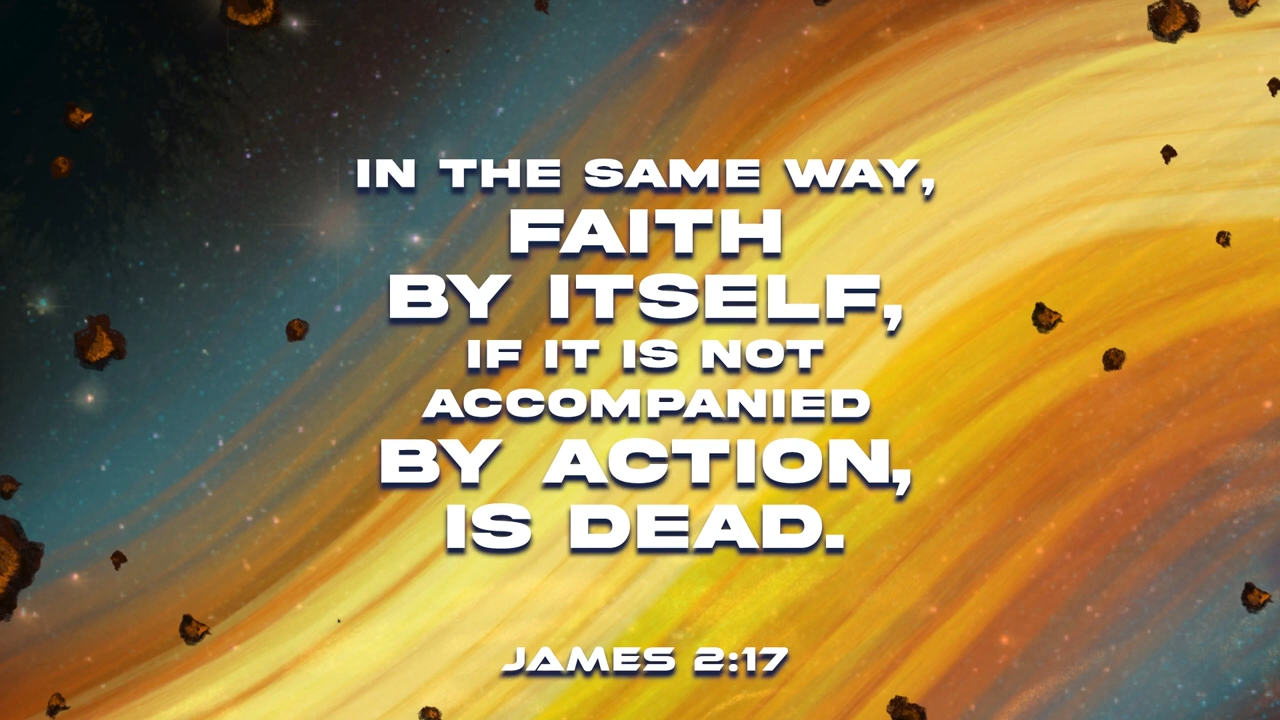 IN THE SAME WAY,
FAITH
BY ITSELF,
IF IT IS NOT
ACCOMPANIED
BY ACTION,
IS DEAD.
JAMES 2:17